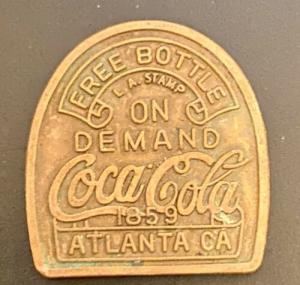 FREE BOTTLE
L.A. STAMP
ON
DEMAND
Coca-Cola
1859
ATLANTA GA